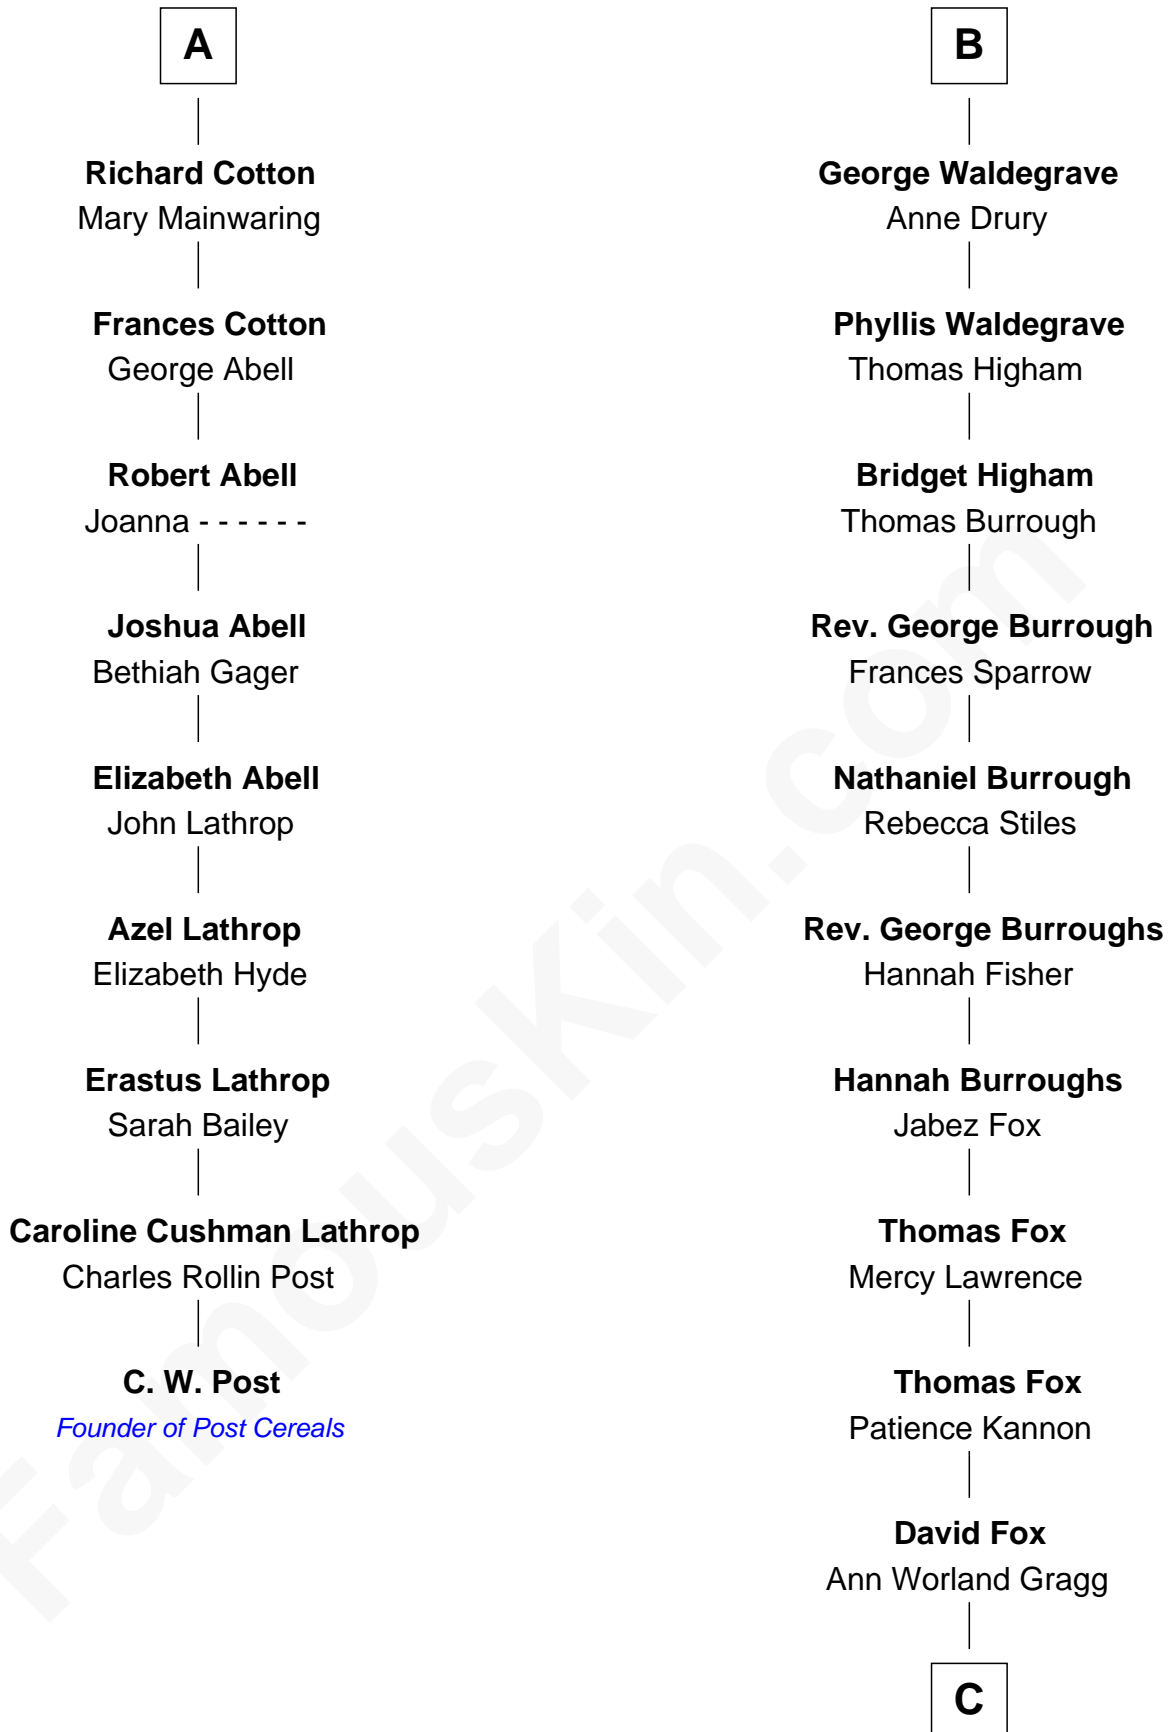 A
Richard Cotton
Mary Mainwaring
Frances Cotton
George Abell
Robert Abell
Joanna - - - - - -
Joshua Abell
Bethiah Gager
Elizabeth Abell
John Lathrop
Azel Lathrop
Elizabeth Hyde
Erastus Lathrop
Sarah Bailey
Caroline Cushman Lathrop
Charles Rollin Post
C. W. Post
Founder of Post Cereals
B
George Waldegrave
Anne Drury
Phyllis Waldegrave
Thomas Higham
Bridget Higham
Thomas Burrough
Rev. George Burrough
Frances Sparrow
Nathaniel Burrough
Rebecca Stiles
Rev. George Burroughs
Hannah Fisher
Hannah Burroughs
Jabez Fox
Thomas Fox
Mercy Lawrence
Thomas Fox
Patience Kannon
David Fox
Ann Worland Gragg
C
FamousKin.com